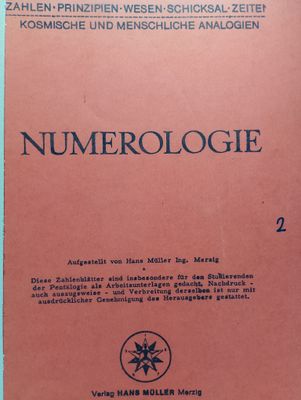 ZAHLEN · PRINZIPIEN · WESEN · SCHICKSAL · ZEITEN
KOSMISCHE UND MENSCHLICHE ANALOGIEN
NUMEROLOGIE
2
Aufgestellt von Hans Müller Ing. Merzig
Diese Zahlenblätter sind insbesondere für den Studierenden
der Pentalogie als Arbeitsunterlagen gedacht, Nachdruck -
auch auszugsweise - und Verbreitung derselben ist nur mit
ausdrücklicher Genehmigung des Herausgebers gestattet.
Verlag HANS MÜLLER Merzig